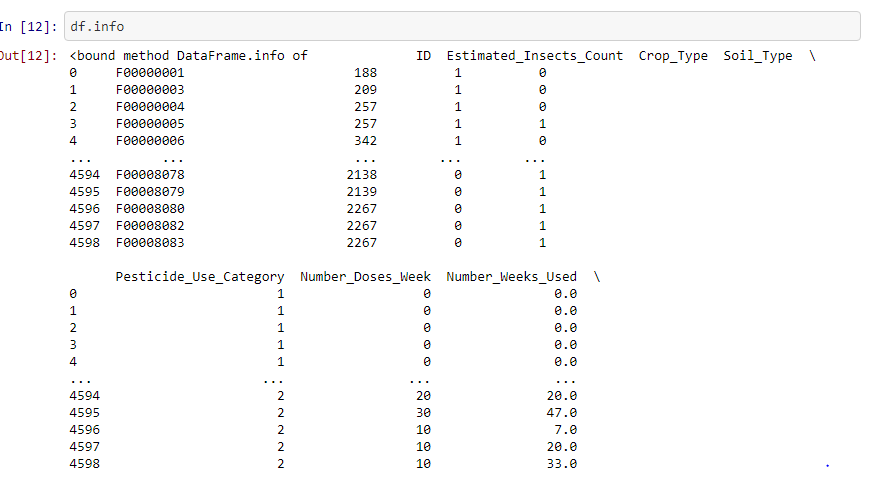 In [12]: df.info
Out[12]: <bound method DataFrame.info of              ID  Estimated_Insects_Count  Crop_Type  Soil_Type  \
0     F00000001                      188          1          0
1     F00000003                      209          1          0
2     F00000004                      257          1          0
3     F00000005                      257          1          1
4     F00000006                      342          1          0
...         ...                      ...        ...        ...
4594  F00008078                     2138          0          1
4595  F00008079                     2139          0          1
4596  F00008080                     2267          0          1
4597  F00008082                     2267          0          1
4598  F00008083                     2267          0          1
Pesticide_Use_Category  Number_Doses_Week  Number_Weeks_Used  \
0                          1                  0                0.0
1                          1                  0                0.0
2                          1                  0                0.0
3                          1                  0                0.0
4                          1                  0                0.0
...                      ...                ...                ...
4594                       2                 20               20.0
4595                       2                 30               47.0
4596                       2                 10                7.0
4597                       2                 10               20.0
4598                       2                 10               33.0